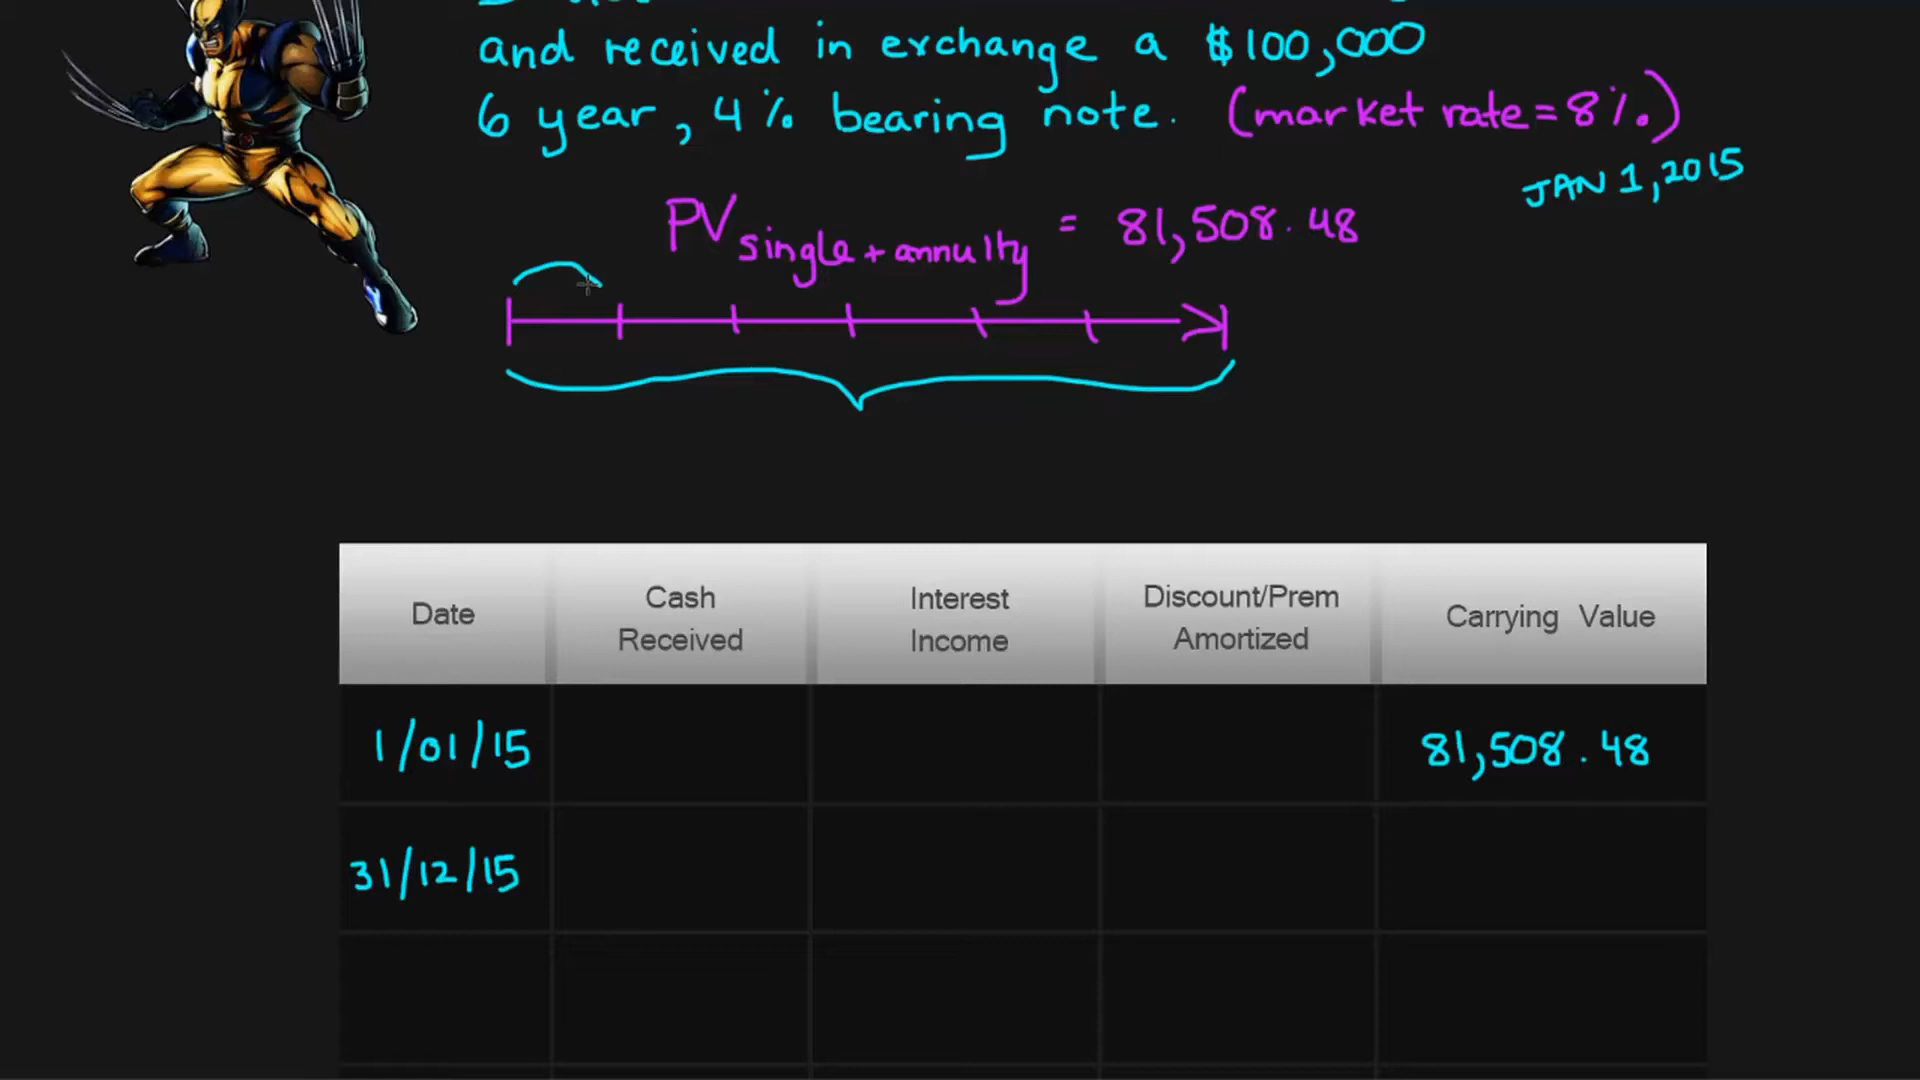 and received in exchange a $100,000
6 year, 4% bearing note. (market rate=8%)
JAN 1, 2015
PV single + annuity = 81,508.48
Date Cash Received Interest Income Discount/Prem Amortized Carrying Value
1/01/15 81,508.48
31/12/15